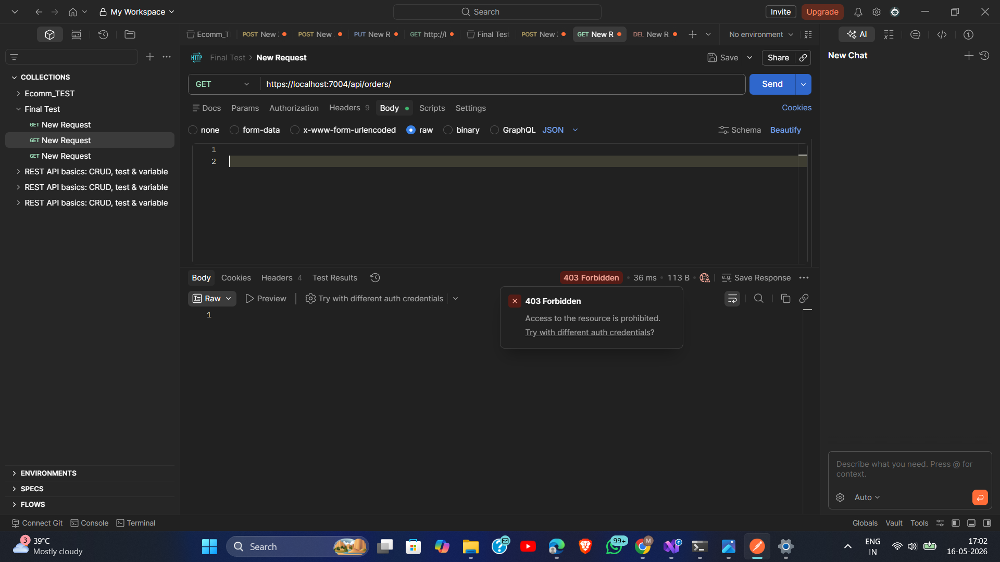 My Workspace
Search
Invite
Upgrade
Ecomm_T
POST New
POST New
PUT New R
GET http://l
Final Test
POST New
GET New R
DEL New R
No environment
AI
HTTP
Final Test > New Request
Save
Share
New Chat
COLLECTIONS
Ecomm_TEST
Final Test
GET New Request
GET New Request
GET New Request
REST API basics: CRUD, test & variable
REST API basics: CRUD, test & variable
REST API basics: CRUD, test & variable
GET
https://localhost:7004/api/orders/
Send
Docs
Params
Authorization
Headers 9
Body
Scripts
Settings
Cookies
none
form-data
x-www-form-urlencoded
raw
binary
GraphQL
JSON
Schema
Beautify
1
2
Body
Cookies
Headers 4
Test Results
403 Forbidden
36 ms
113 B
e.g. Save Response
Raw
Preview
Try with different auth credentials
403 Forbidden
Access to the resource is prohibited.
Try with different auth credentials?
1
Describe what you need. Press @ for
context.
Auto
ENVIRONMENTS
SPECS
FLOWS
Connect Git
Console
Terminal
Globals
Vault
Tools
3
39°C
Mostly cloudy
Search
99+
M
ENG
IN
17:02
16-05-2026